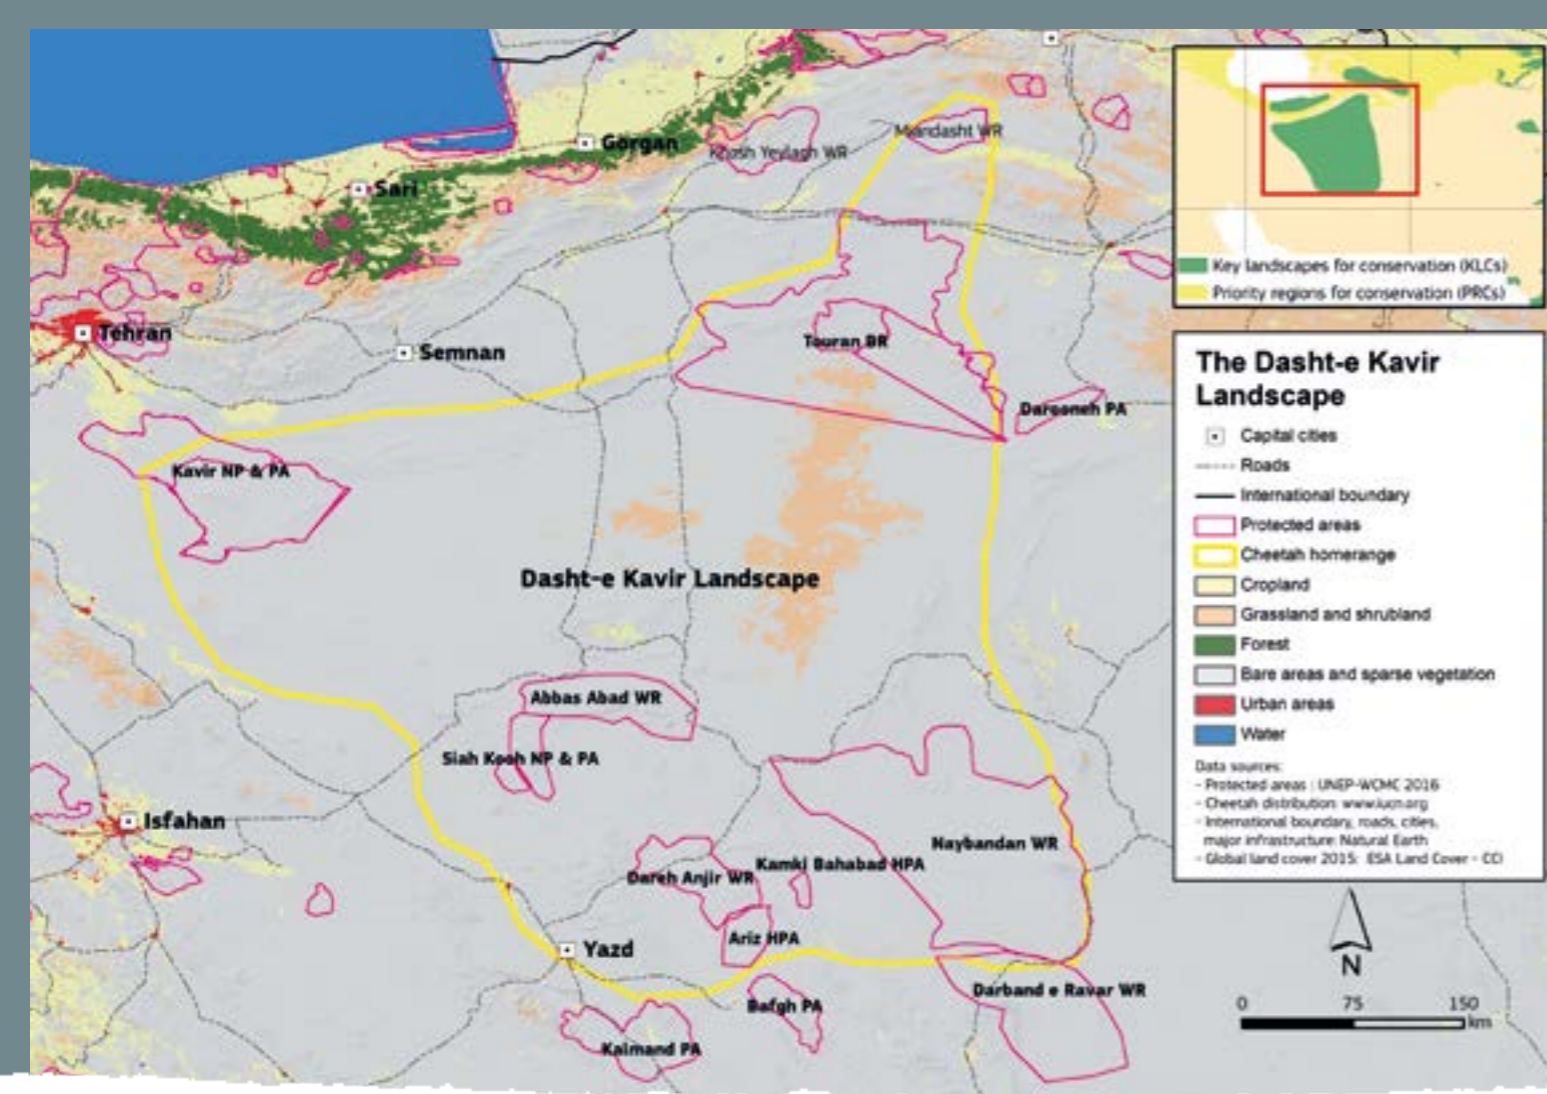 Gorgan
Khosh Yeylagh WR
Miandasht WR
Sari
Tehran
Semnan
Touran BR
Darooneh PA
Kavir NP & PA
Dasht-e Kavir Landscape
Abbas Abad WR
Siah Kooh NP & PA
Isfahan
Naybandan WR
Kamki Bahabad HPA
Dareh Anjir WR
Ariz HPA
Yazd
Darband e Ravar WR
Bafgh PA
Kalmand PA
Key landscapes for conservation (KLCs)
Priority regions for conservation (PRCs)
The Dasht-e Kavir
Landscape
Capital cities
Roads
International boundary
Protected areas
Cheetah homerange
Cropland
Grassland and shrubland
Forest
Bare areas and sparse vegetation
Urban areas
Water
Data sources:
- Protected areas : UNEP-WCMC 2016
- Cheetah distribution: www.iucn.org
- International boundary, roads, cities,
major infrastructure: Natural Earth
- Global land cover 2015: ESA Land Cover - CCI
N
0 75 150
km